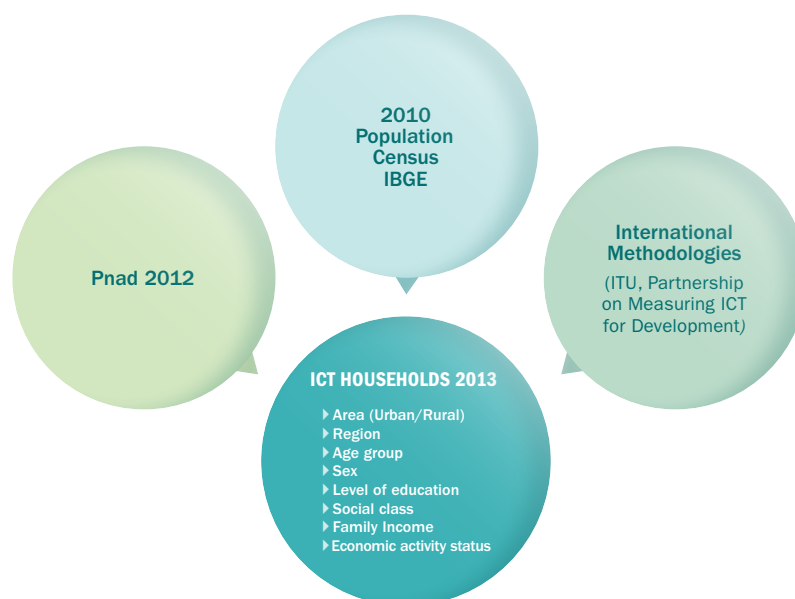 2010
Population
Census
IBGE
Pnad 2012
International
Methodologies
(ITU, Partnership
on Measuring ICT
for Development)
ICT HOUSEHOLDS 2013
Area (Urban/Rural)
Region
Age group
Sex
Level of education
Social class
Family Income
Economic activity status